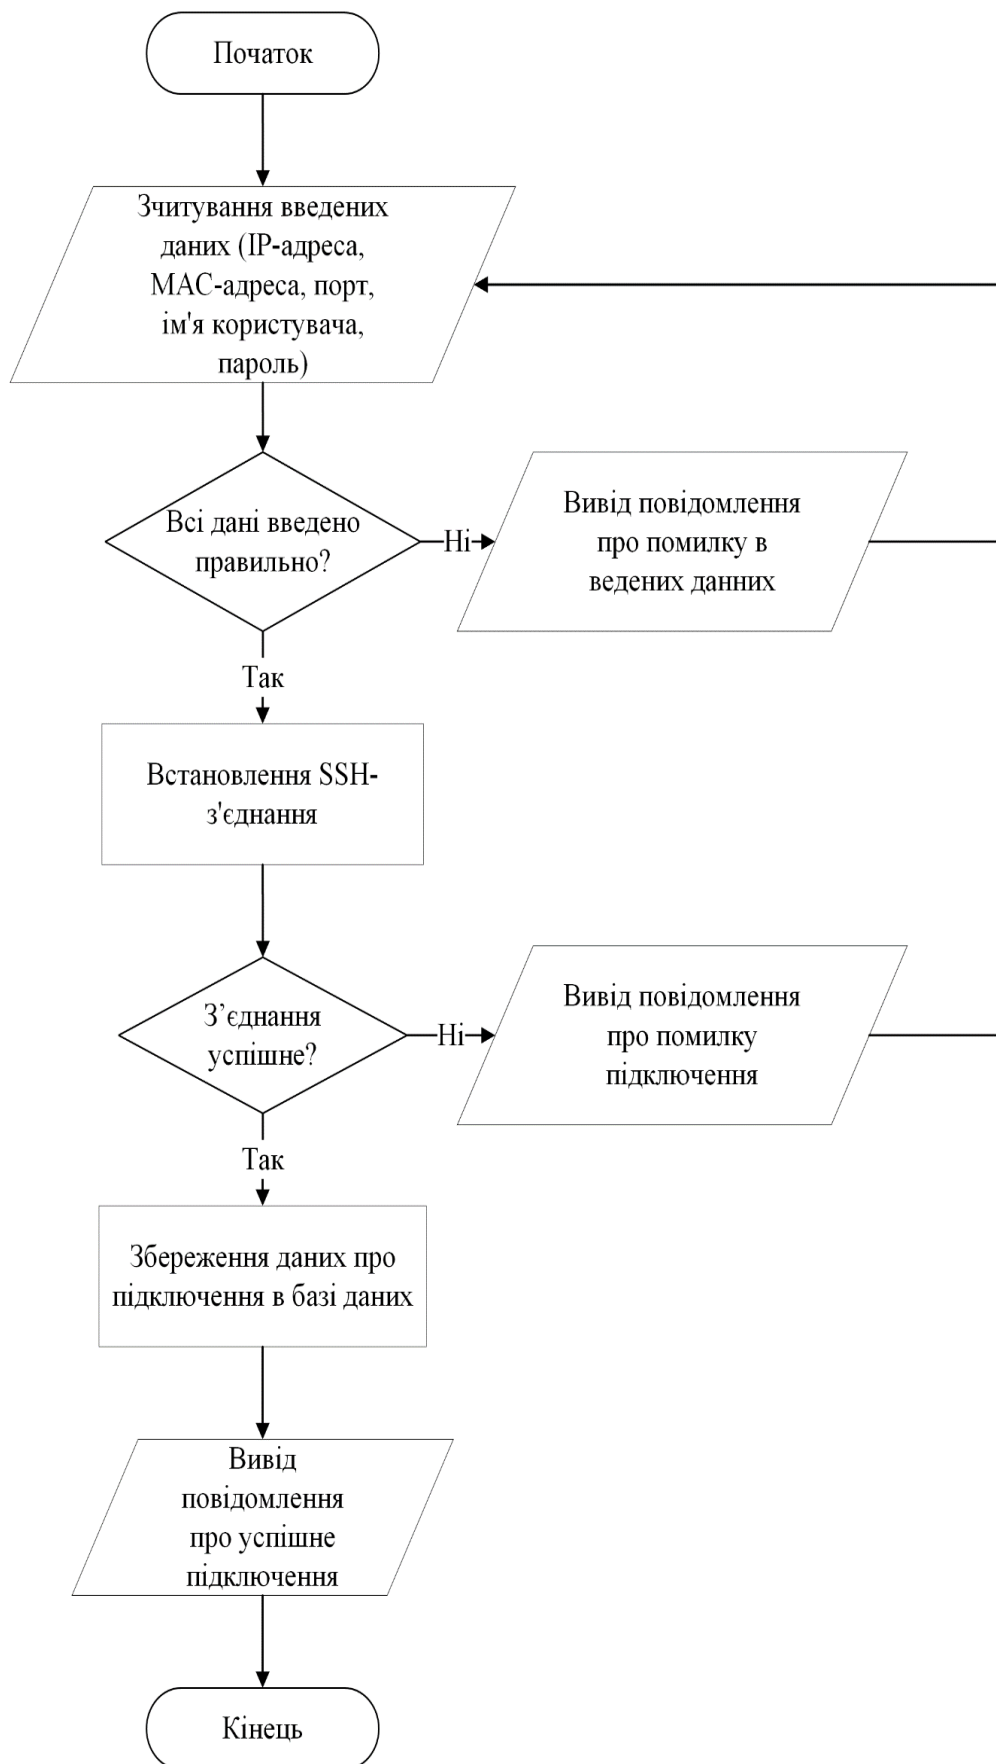 Початок
Зчитування введених
даних (IP-адреса,
MAC-адреса, порт,
ім'я користувача,
пароль)
Всі дані введено
правильно?
Ні
Вивід повідомлення
про помилку в
ведених данних
Так
Встановлення SSH-
з'єднання
З’єднання
успішне?
Ні
Вивід повідомлення
про помилку
підключення
Так
Збереження даних про
підключення в базі даних
Вивід
повідомлення
про успішне
підключення
Кінець